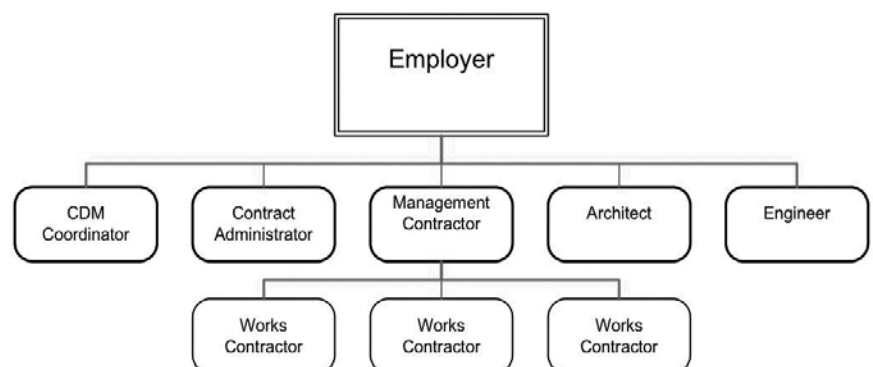 Employer
CDM
Coordinator
Contract
Administrator
Management
Contractor
Architect
Engineer
Works
Contractor
Works
Contractor
Works
Contractor